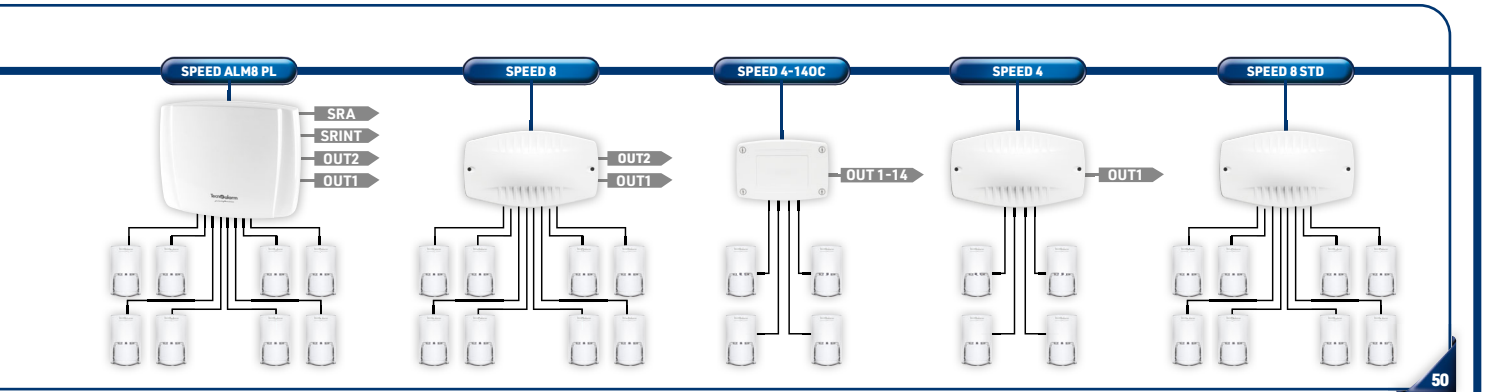 SPEED ALM8 PL
SPEED 8
SPEED 4-14OC
SPEED 4
SPEED 8 STD
SRA
SRINT
OUT2
OUT1
OUT2
OUT1
OUT 1-14
OUT1
50